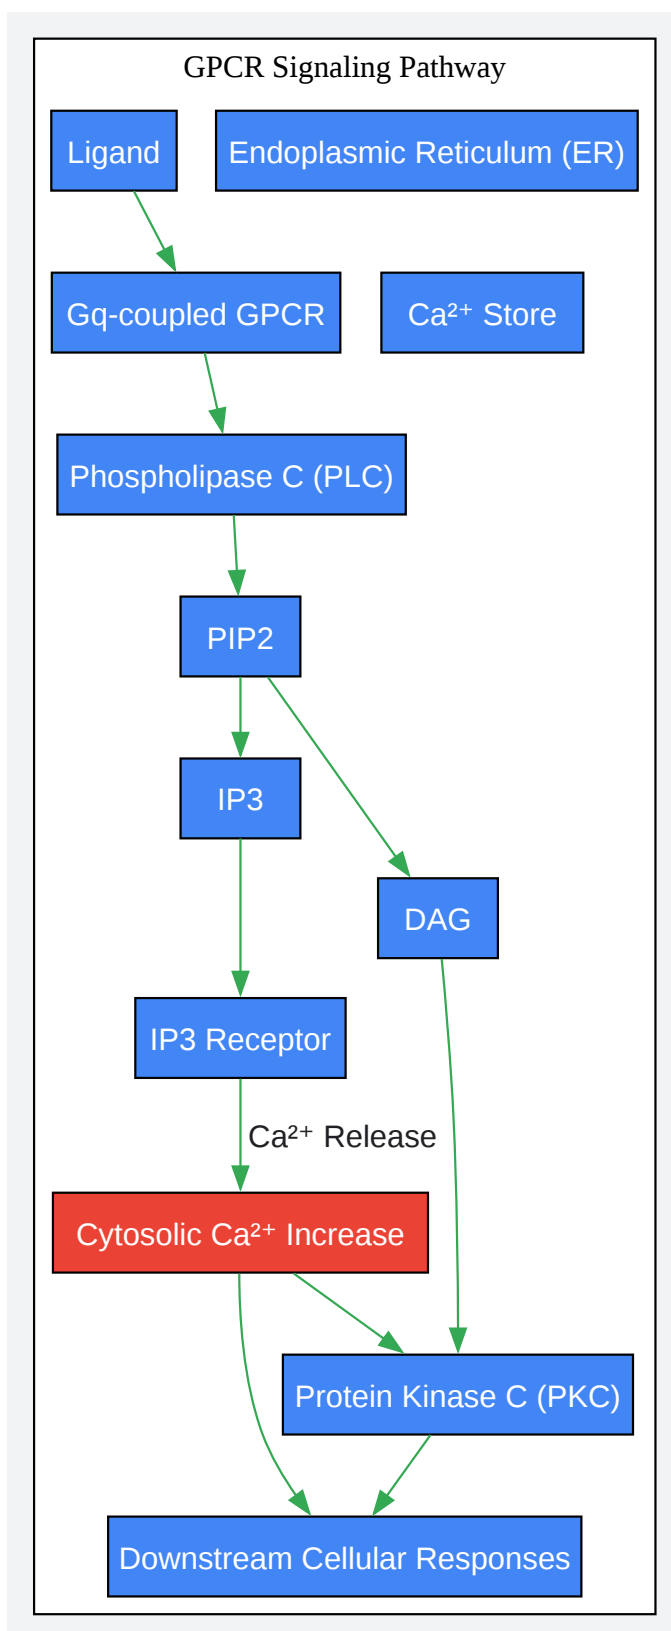 GPCR Signaling Pathway
Ligand
Endoplasmic Reticulum (ER)
Gq-coupled GPCR
Ca²⁺ Store
Phospholipase C (PLC)
PIP2
IP3
DAG
IP3 Receptor
Ca²⁺ Release
Cytosolic Ca²⁺ Increase
Protein Kinase C (PKC)
Downstream Cellular Responses